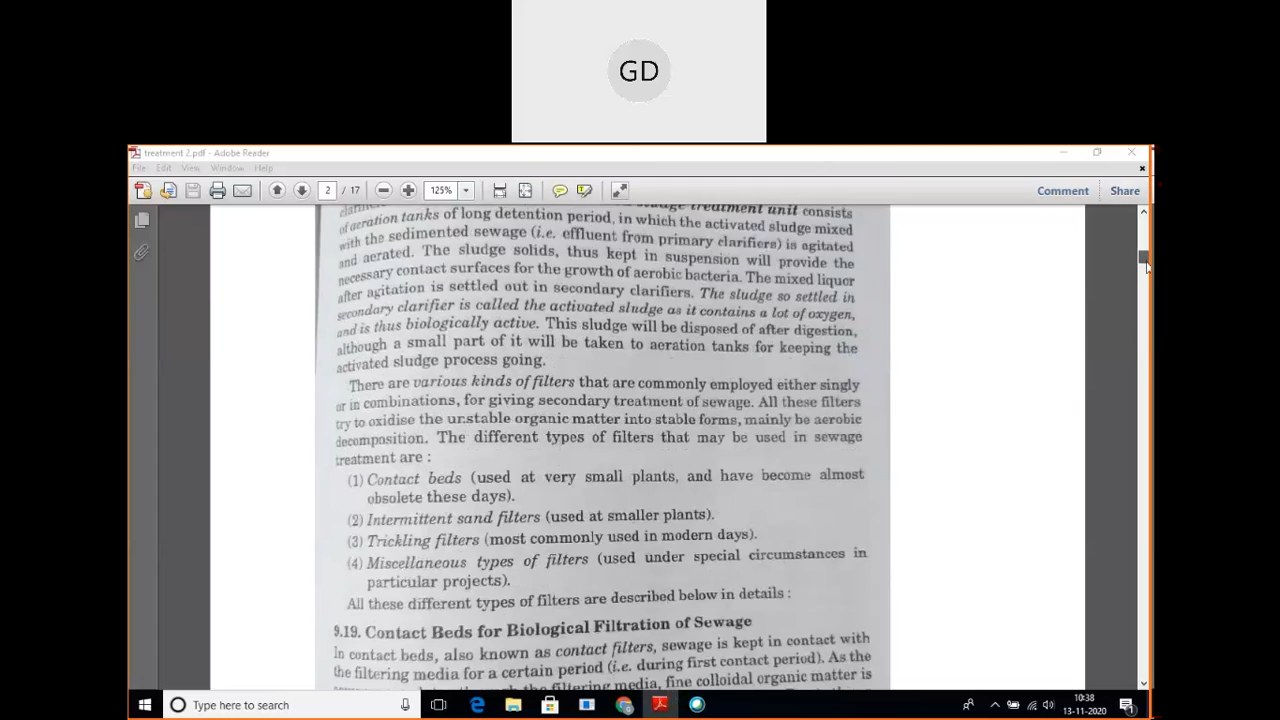 GD
treatment 2.pdf - Adobe Reader
File Edit View Window Help
2 / 17 125% Comment Share
sludge treatment unit consists
of aeration tanks of long detention period, in which the activated sludge mixed
with the sedimented sewage (i.e. effluent from primary clarifiers) is agitated
and aerated. The sludge solids, thus kept in suspension will provide the
necessary contact surfaces for the growth of aerobic bacteria. The mixed liquor
after agitation is settled out in secondary clarifiers. The sludge so settled in
secondary clarifier is called the activated sludge as it contains a lot of oxygen,
and is thus biologically active. This sludge will be disposed of after digestion,
although a small part of it will be taken to aeration tanks for keeping the
activated sludge process going.
There are various kinds of filters that are commonly employed either singly
or in combinations, for giving secondary treatment of sewage. All these filters
try to oxidise the unstable organic matter into stable forms, mainly be aerobic
decomposition. The different types of filters that may be used in sewage
treatment are :
(1) Contact beds (used at very small plants, and have become almost
obsolete these days).
(2) Intermittent sand filters (used at smaller plants).
(3) Trickling filters (most commonly used in modern days).
(4) Miscellaneous types of filters (used under special circumstances in
particular projects).
All these different types of filters are described below in details :
9.19. Contact Beds for Biological Filtration of Sewage
In contact beds, also known as contact filters, sewage is kept in contact with
the filtering media for a certain period (i.e. during first contact period). As the
the filtering media, fine colloidal organic matter is
Type here to search
10:38
13-11-2020